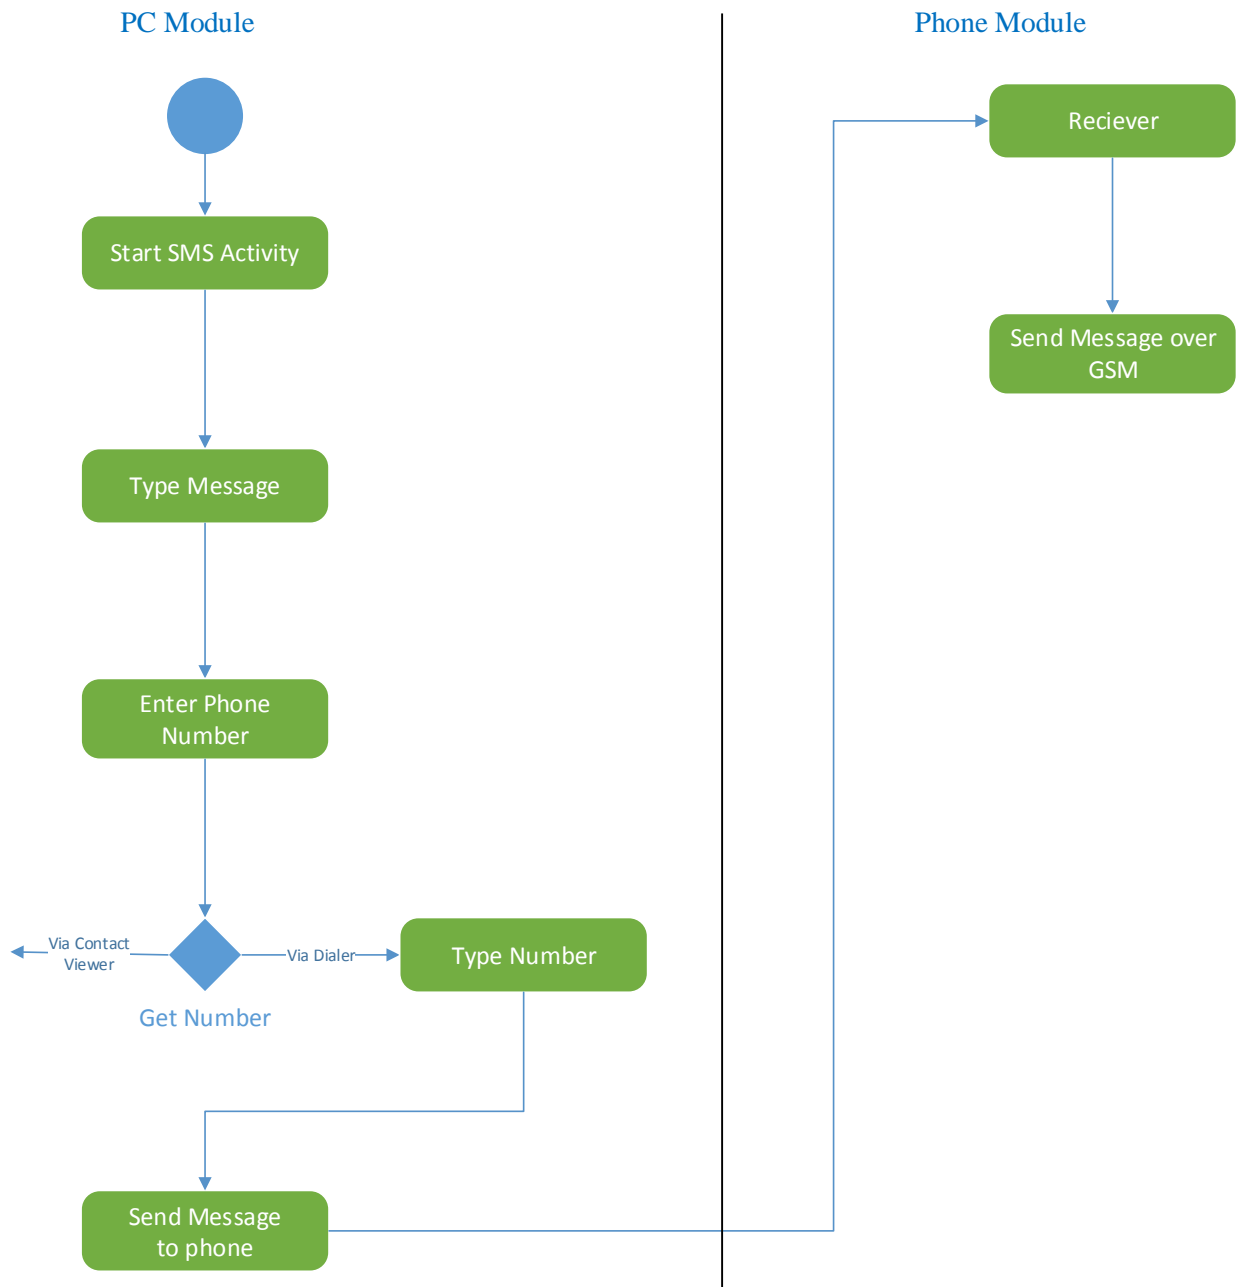 PC Module
Phone Module
Reciever
Start SMS Activity
Send Message over
GSM
Type Message
Enter Phone
Number
Via Contact
Viewer
Via Dialer
Type Number
Get Number
Send Message
to phone